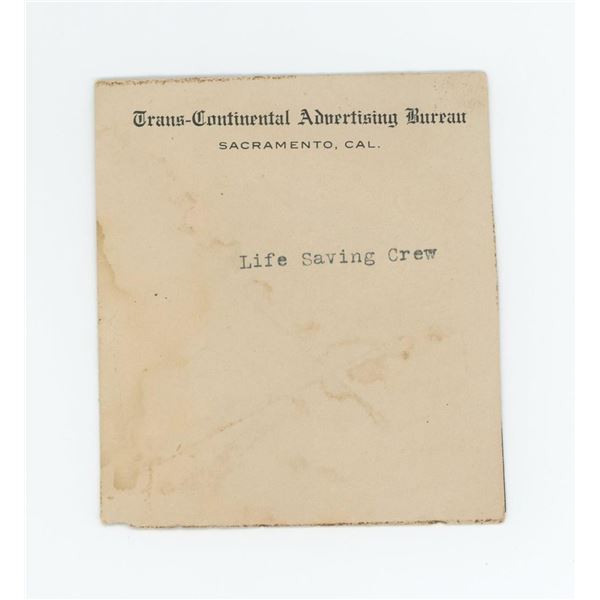 Trans-Continental Advertising Bureau
SACRAMENTO, CAL.
Life Saving Crew